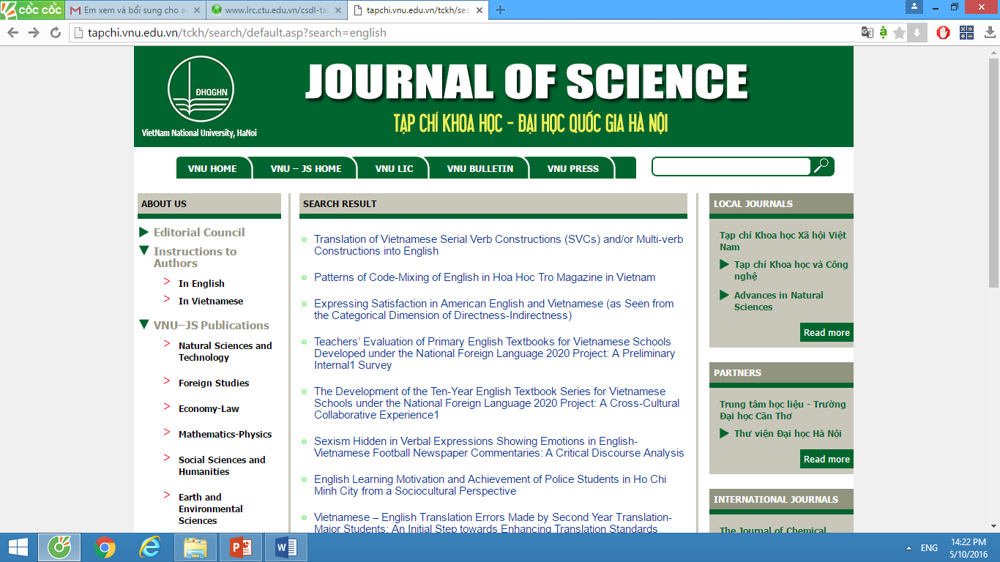 cốc cốc
Em xem và bổi sung cho a
www.lrc.ctu.edu.vn/csdl-ta
tapchi.vnu.edu.vn/tckh/sea
tapchi.vnu.edu.vn/tckh/search/default.asp?search=english
ĐHQGHN
VietNam National University, HaNoi
JOURNAL OF SCIENCE
TẠP CHÍ KHOA HỌC - ĐẠI HỌC QUỐC GIA HÀ NỘI
VNU HOME
VNU – JS HOME
VNU LIC
VNU BULLETIN
VNU PRESS
ABOUT US
Editorial Council
Instructions to
Authors
In English
In Vietnamese
VNU–JS Publications
Natural Sciences and
Technology
Foreign Studies
Economy-Law
Mathematics-Physics
Social Sciences and
Humanities
Earth and
Environmental
Sciences
SEARCH RESULT
Translation of Vietnamese Serial Verb Constructions (SVCs) and/or Multi-verb
Constructions into English
Patterns of Code-Mixing of English in Hoa Hoc Tro Magazine in Vietnam
Expressing Satisfaction in American English and Vietnamese (as Seen from
the Categorical Dimension of Directness-Indirectness)
Teachers’ Evaluation of Primary English Textbooks for Vietnamese Schools
Developed under the National Foreign Language 2020 Project: A Preliminary
Internal1 Survey
The Development of the Ten-Year English Textbook Series for Vietnamese
Schools under the National Foreign Language 2020 Project: A Cross-Cultural
Collaborative Experience1
Sexism Hidden in Verbal Expressions Showing Emotions in English-
Vietnamese Football Newspaper Commentaries: A Critical Discourse Analysis
English Learning Motivation and Achievement of Police Students in Ho Chi
Minh City from a Sociocultural Perspective
Vietnamese – English Translation Errors Made by Second Year Translation-
Major Students: An Initial Step towards Enhancing Translation Standards
LOCAL JOURNALS
Tạp chí Khoa học Xã hội Việt
Nam
Tạp chí Khoa học và Công
nghệ
Advances in Natural
Sciences
Read more
PARTNERS
Trung tâm học liệu - Trường
Đại học Cần Thơ
Thư viện Đại học Hà Nội
Read more
INTERNATIONAL JOURNALS
The Journal of Chemical
ENG
14:22 PM
5/10/2016